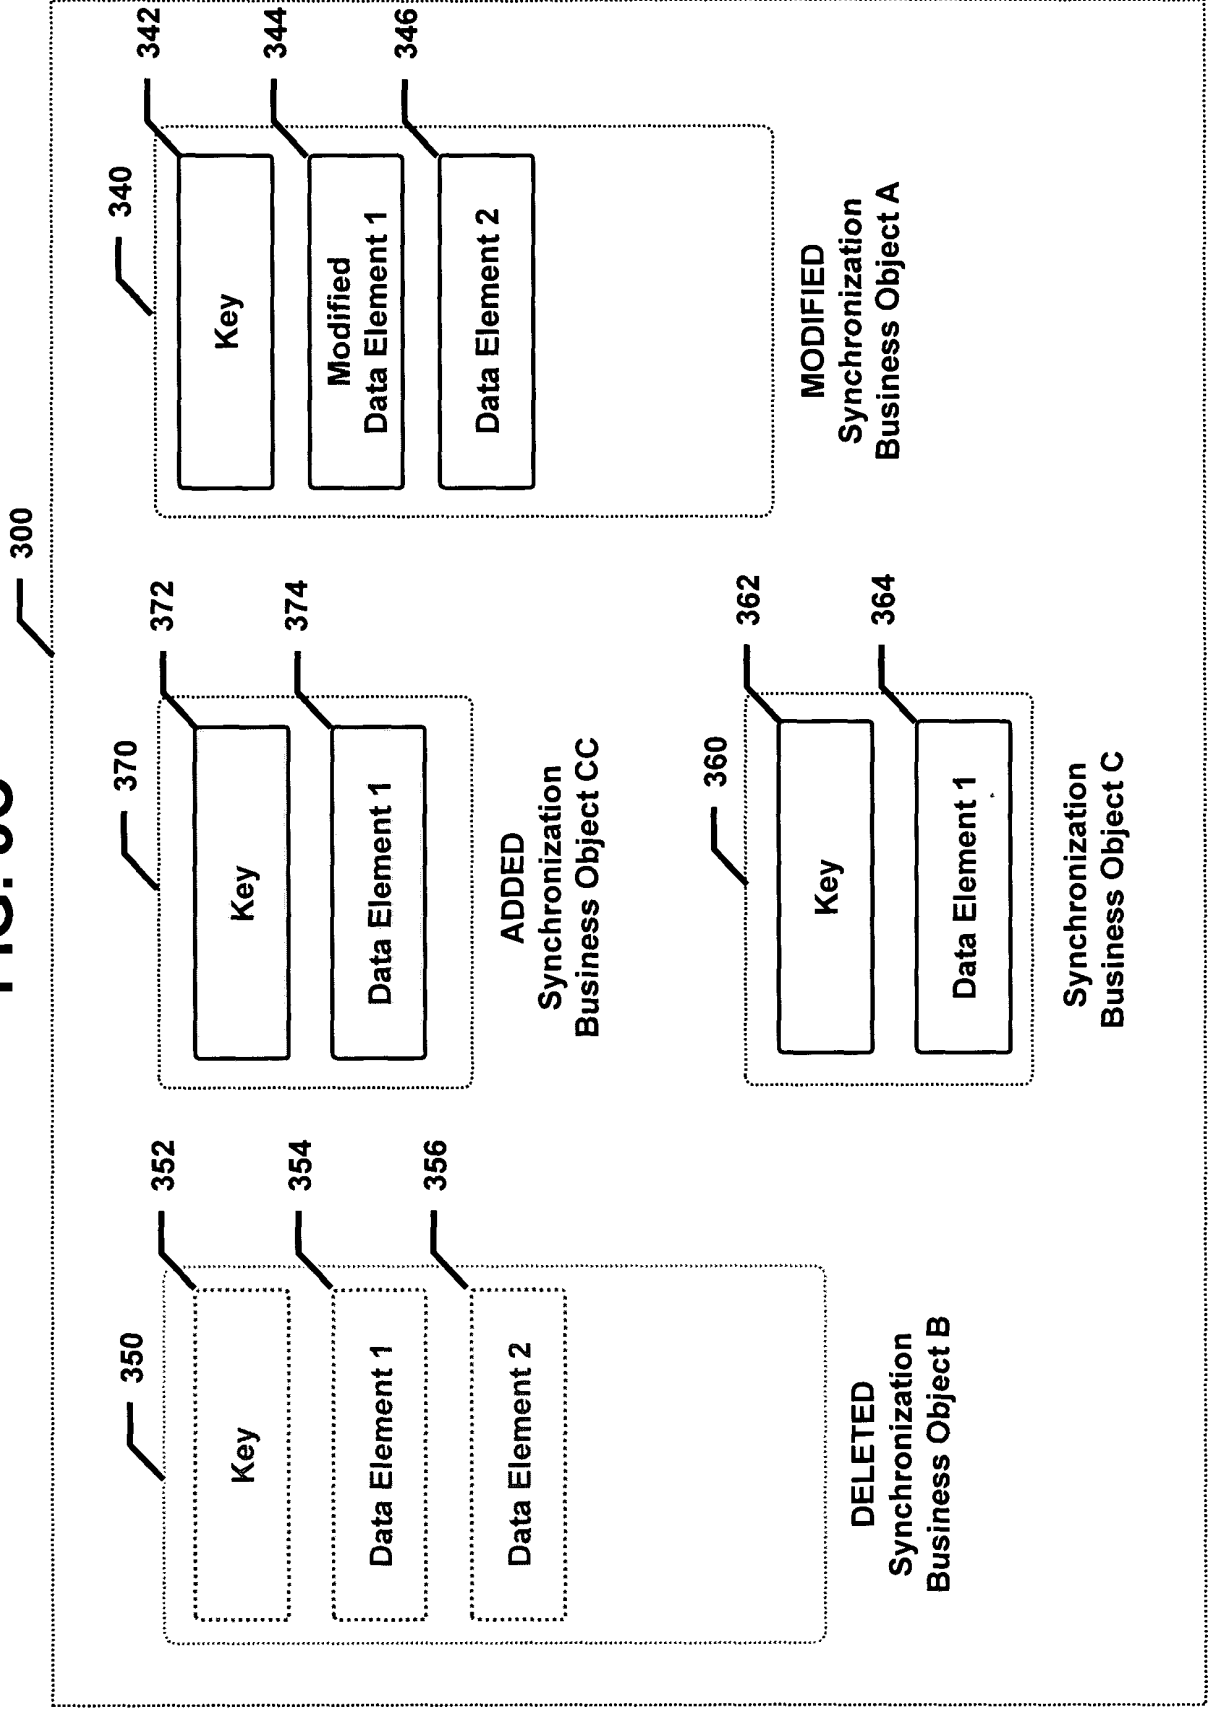 300
350
352
Key
354
Data Element 1
356
Data Element 2
DELETED
Synchronization
Business Object B
370
372
Key
374
Data Element 1
ADDED
Synchronization
Business Object CC
360
362
Key
364
Data Element 1
Synchronization
Business Object C
340
342
Key
344
Modified
Data Element 1
346
Data Element 2
MODIFIED
Synchronization
Business Object A